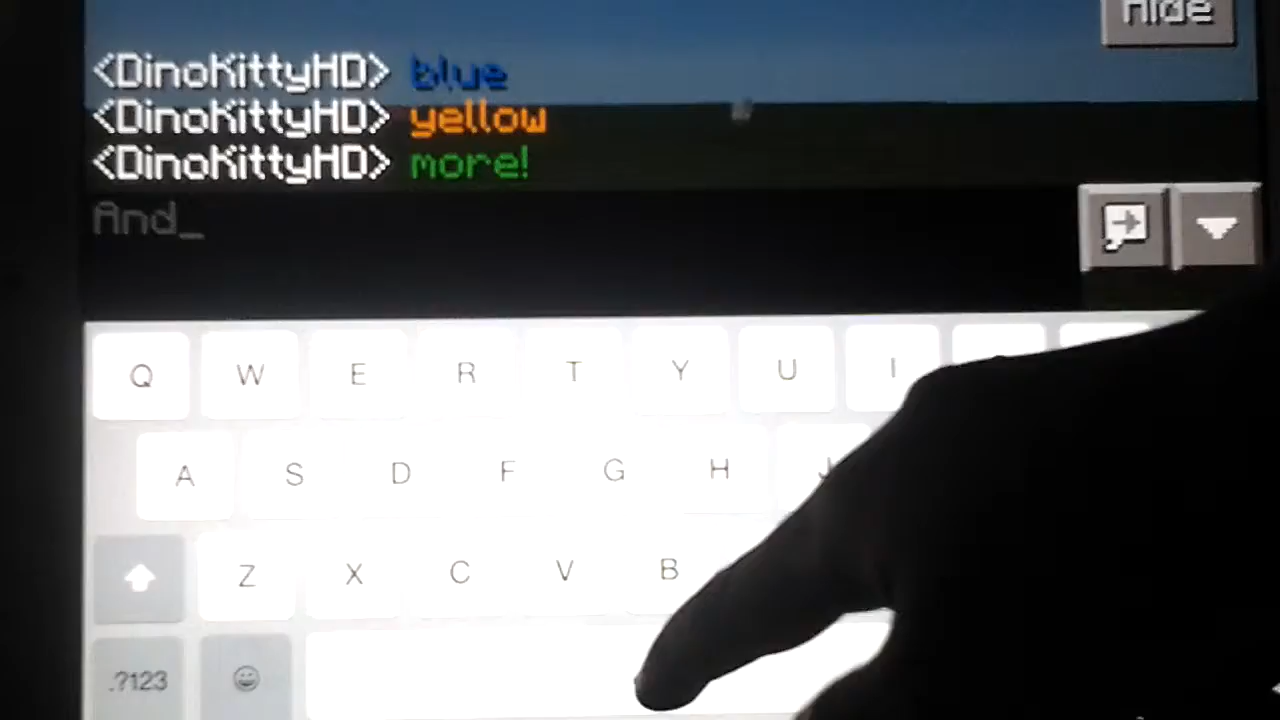 Hide
<DinoKittyHD> blue
<DinoKittyHD> yellow
<DinoKittyHD> more!
And_
Q W E R T Y U I
A S D F G H J
Z X C V B
.?123